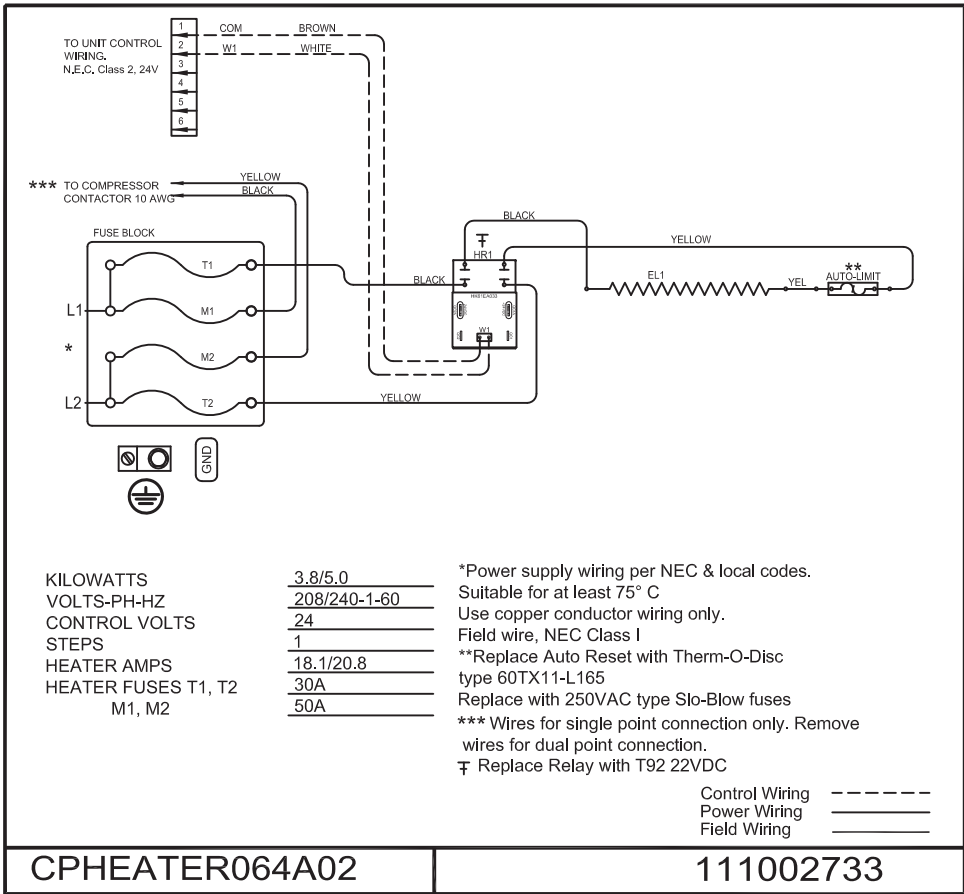 1
2
3
4
5
6
TO UNIT CONTROL
WIRING.
N.E.C. Class 2, 24V
COM BROWN
W1 WHITE
*** TO COMPRESSOR
CONTACTOR 10 AWG
YELLOW
BLACK
FUSE BLOCK
T1
L1
M1
*
M2
L2
T2
GND
BLACK
BLACK
YELLOW
HR1
HK61EA033
W1
YELLOW
EL1
YEL
**
AUTO-LIMIT
KILOWATTS 3.8/5.0
VOLTS-PH-HZ 208/240-1-60
CONTROL VOLTS 24
STEPS 1
HEATER AMPS 18.1/20.8
HEATER FUSES T1, T2 30A
M1, M2 50A
*Power supply wiring per NEC & local codes.
Suitable for at least 75° C
Use copper conductor wiring only.
Field wire, NEC Class I
**Replace Auto Reset with Therm-O-Disc
type 60TX11-L165
Replace with 250VAC type Slo-Blow fuses
*** Wires for single point connection only. Remove
wires for dual point connection.
Replace Relay with T92 22VDC
Control Wiring
Power Wiring
Field Wiring
CPHEATER064A02
111002733